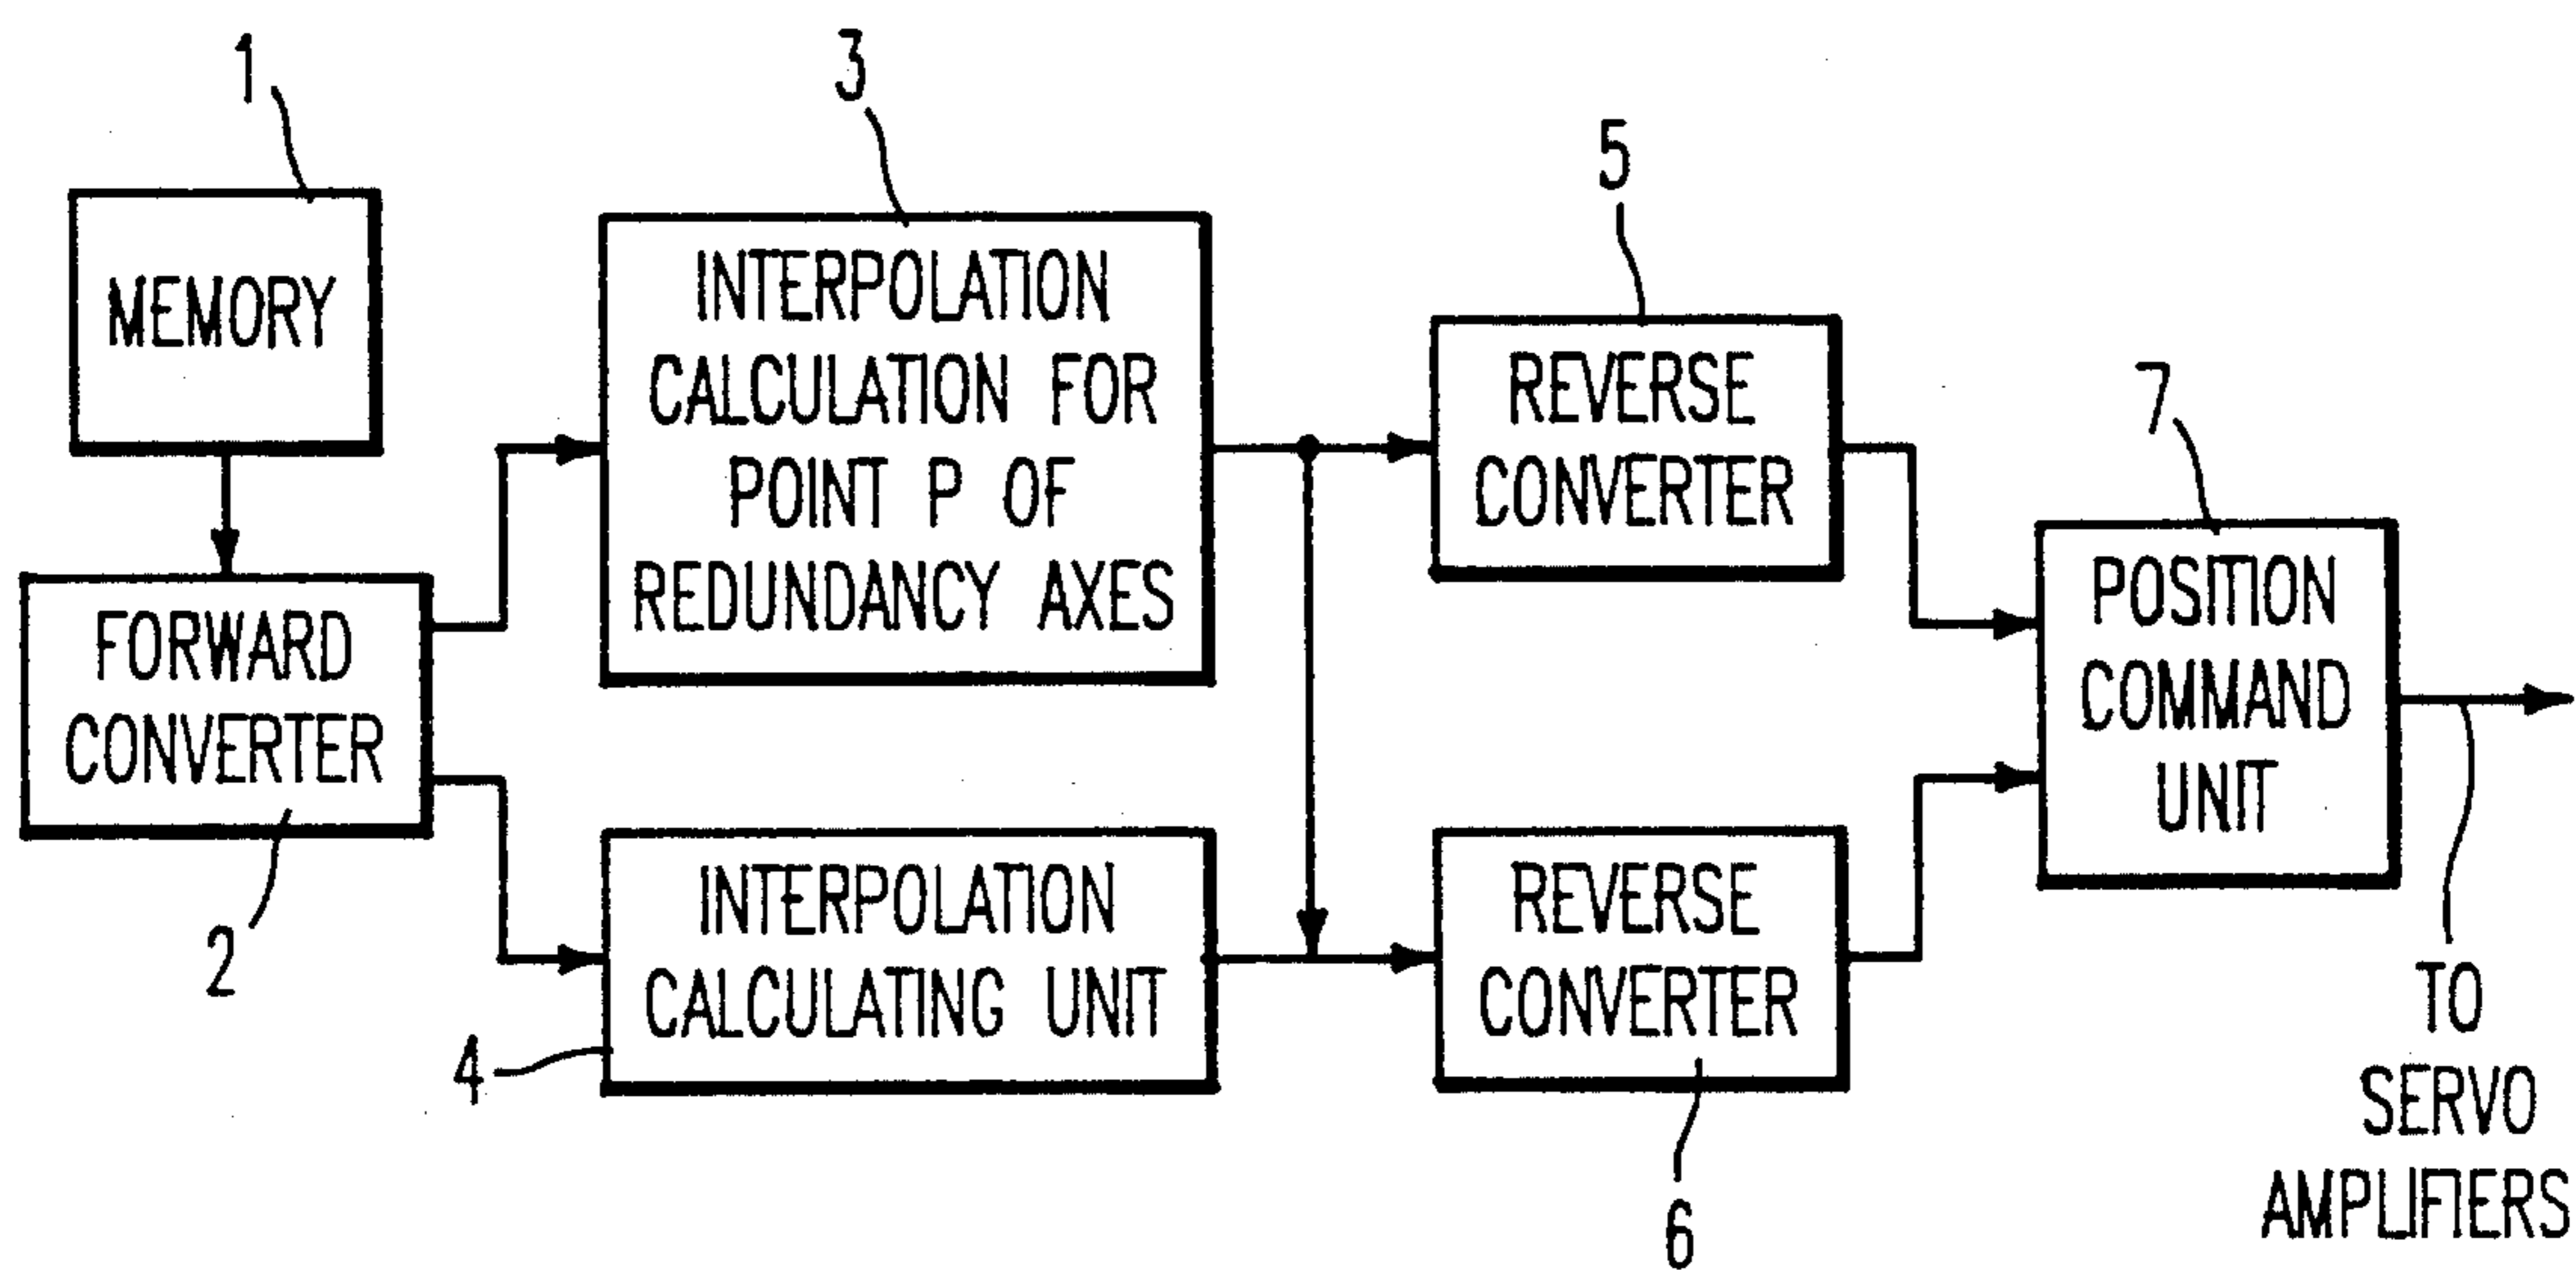 1
MEMORY
FORWARD
CONVERTER
2
3
INTERPOLATION
CALCULATION FOR
POINT P OF
REDUNDANCY AXES
INTERPOLATION
CALCULATING UNIT
4
5
REVERSE
CONVERTER
REVERSE
CONVERTER
6
7
POSITION
COMMAND
UNIT
TO
SERVO
AMPLIFIERS